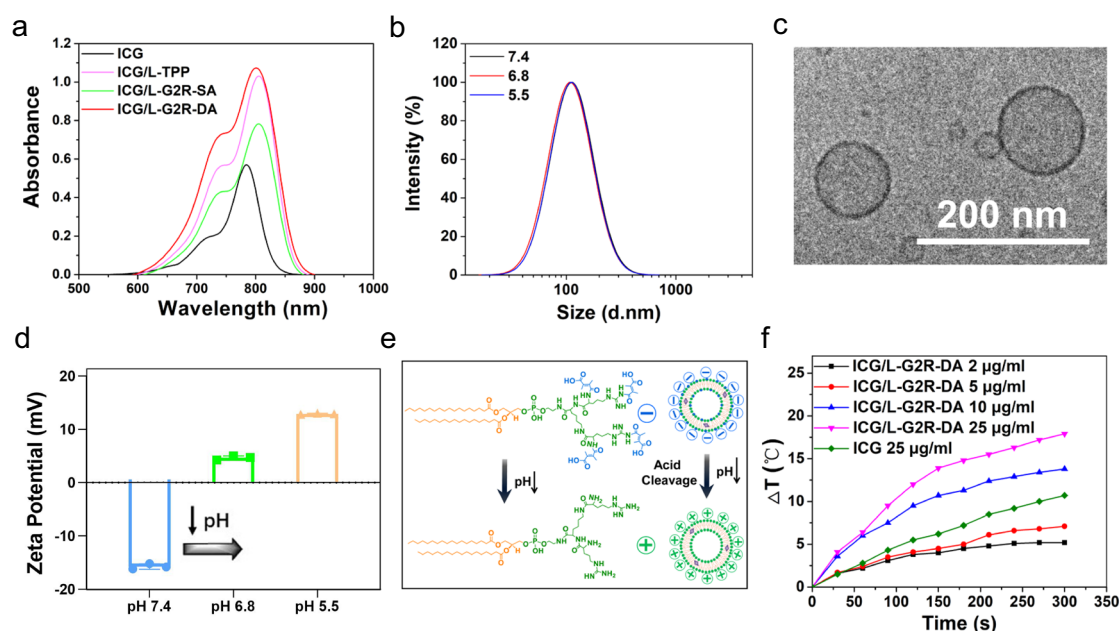 a
ICG
ICG/L-TPP
ICG/L-G2R-SA
ICG/L-G2R-DA
Absorbance
1.2
1.0
0.8
0.6
0.4
0.2
0.0
500 600 700 800 900 1000
Wavelength (nm)
b
7.4
6.8
5.5
Intensity (%)
120
100
80
60
40
20
0
100 1000
Size (d.nm)
c
200 nm
d
Zeta Potential (mV)
20
10
0
-10
-20
pH
pH 7.4 pH 6.8 pH 5.5
e
pH↓
Acid
Cleavage
pH↓
f
ICG/L-G2R-DA 2 μg/ml
ICG/L-G2R-DA 5 μg/ml
ICG/L-G2R-DA 10 μg/ml
ICG/L-G2R-DA 25 μg/ml
ICG 25 μg/ml
△T (℃)
25
20
15
10
5
0
0 50 100 150 200 250 300 350
Time (s)